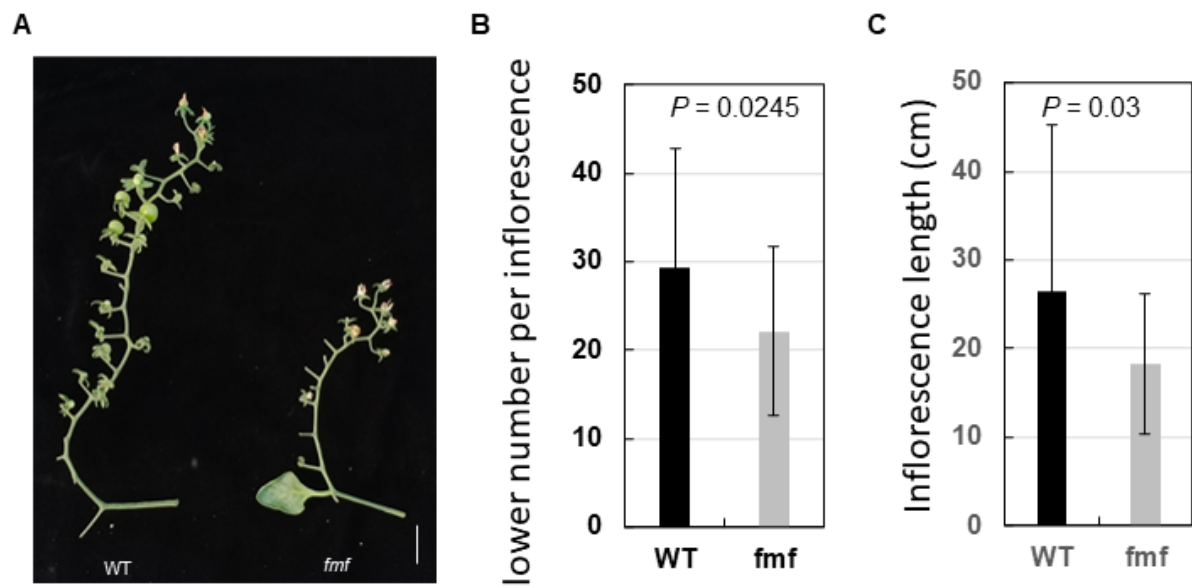 A
B
C
WT
fmf
lower number per inflorescence
50
40
30
20
10
0
P = 0.0245
WT
fmf
Inflorescence length (cm)
50
40
30
20
10
0
P = 0.03
WT
fmf